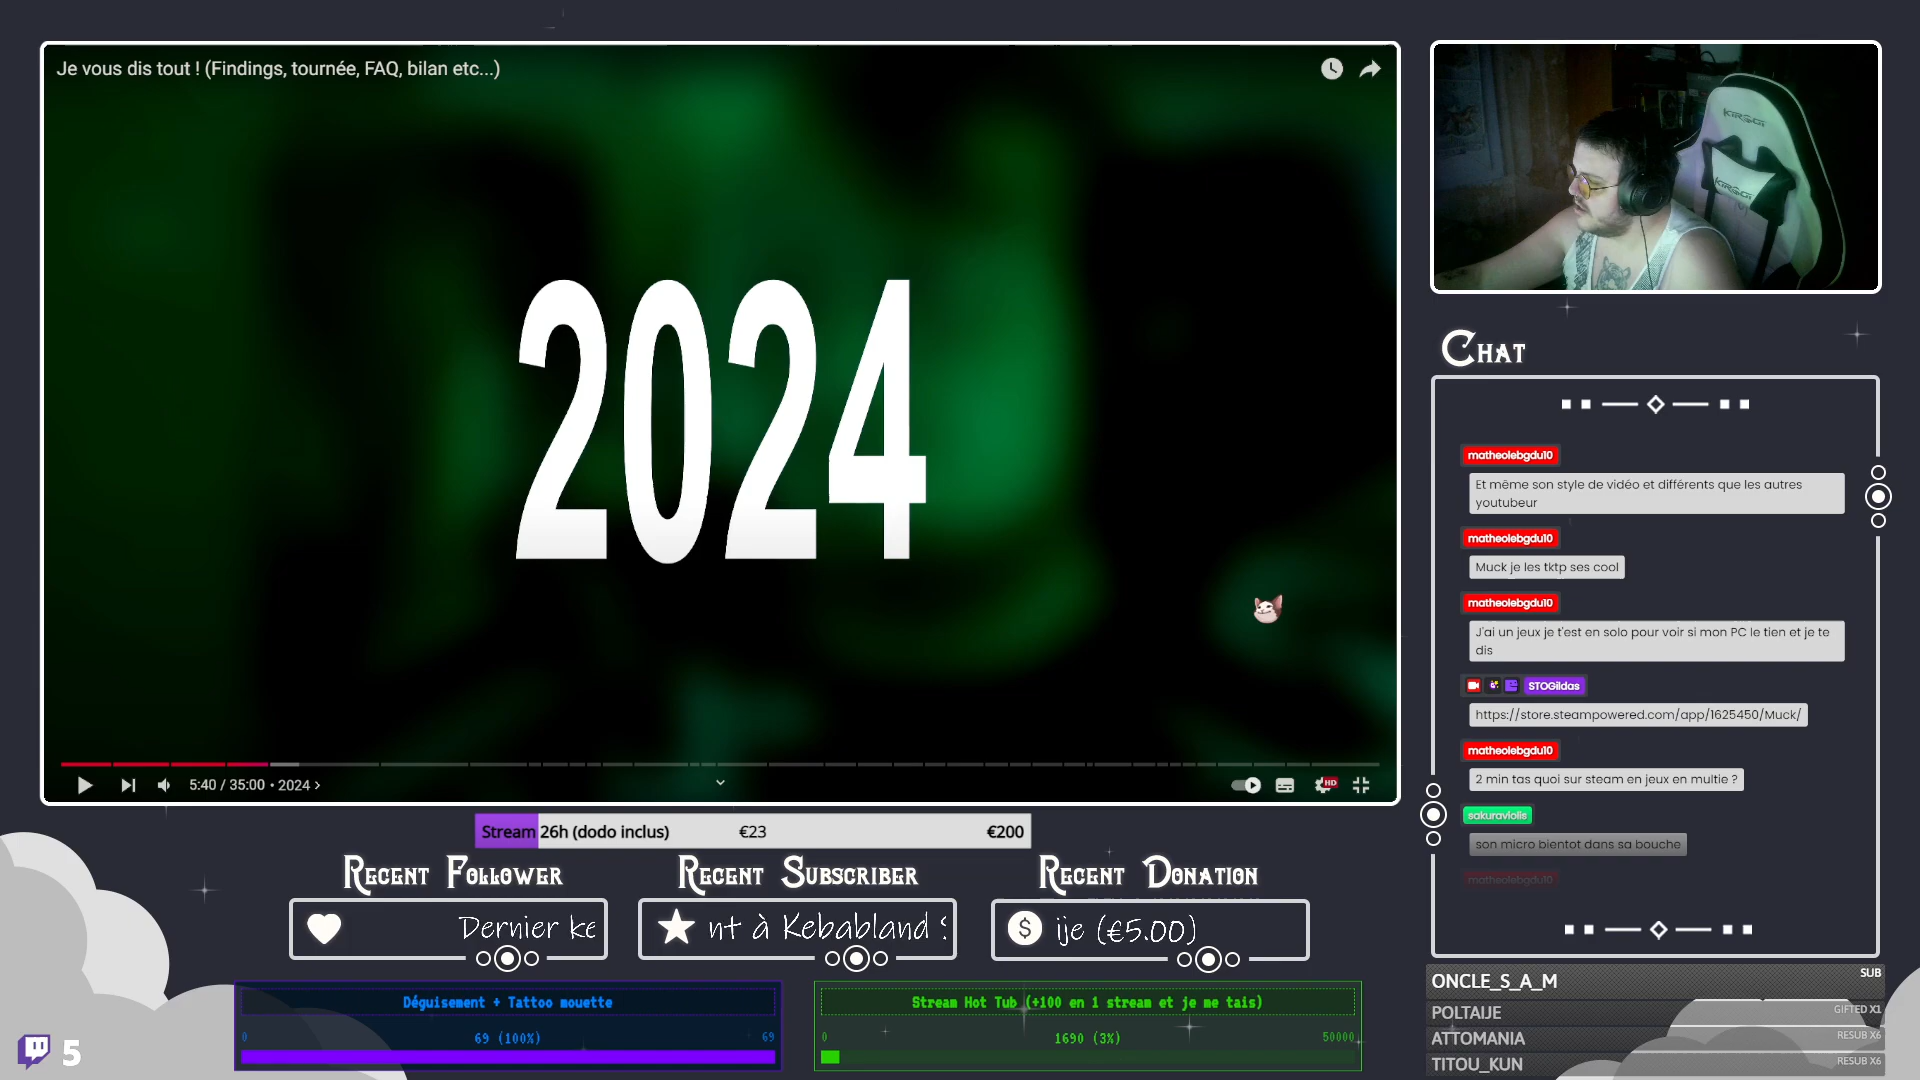 Je vous dis tout ! (Findings, tournée, FAQ, bilan etc...)
2024
5:40 / 35:00 • 2024 >
HD
KIRSGT
KIRSGT
CHAT
matheolebgdu10
Et même son style de vidéo et différents que les autres
youtubeur
matheolebgdu10
Muck je les tktp ses cool
matheolebgdu10
J'ai un jeux je t'est en solo pour voir si mon PC le tien et je te
dis
STOGildas
https://store.steampowered.com/app/1625450/Muck/
matheolebgdu10
2 min tas quoi sur steam en jeux en multie ?
sakuraviolis
son micro bientot dans sa bouche
matheolebgdu10
Stream 26h (dodo inclus) €23 €200
RECENT FOLLOWER
Dernier ke
RECENT SUBSCRIBER
nt à Kebabland
RECENT DONATION
$ ije (€5.00)
Déguisement + Tattoo mouette
0 69 (100%) 69
Stream Hot Tub (+100 en 1 stream et je me tais)
0 1690 (3%) 50000
5
ONCLE_S_A_M SUB
POLTAIJE GIFTED X1
ATTOMANIA RESUB X6
TITOU_KUN RESUB X6